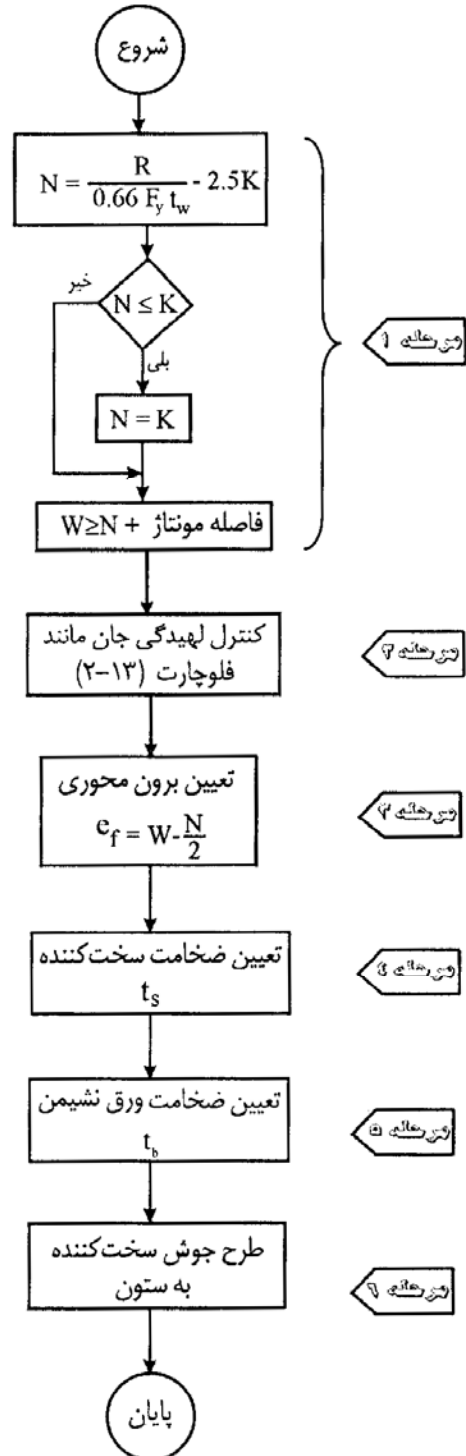 شروع
N = R / 0.66 F_y t_w - 2.5K
N ≤ K
خیر
بلی
N = K
W≥N + فاصله مونتاژ
مرحله ۱
کنترل لهیدگی جان مانند
فلوچارت (۱۳-۲)
مرحله ۲
تعیین برون محوری
e_f = W - N/2
مرحله ۳
تعیین ضخامت سخت‌کننده
t_s
مرحله ٤
تعیین ضخامت ورق نشیمن
t_b
مرحله ۵
طرح جوش سخت‌کننده
به ستون
مرحله ٦
پایان